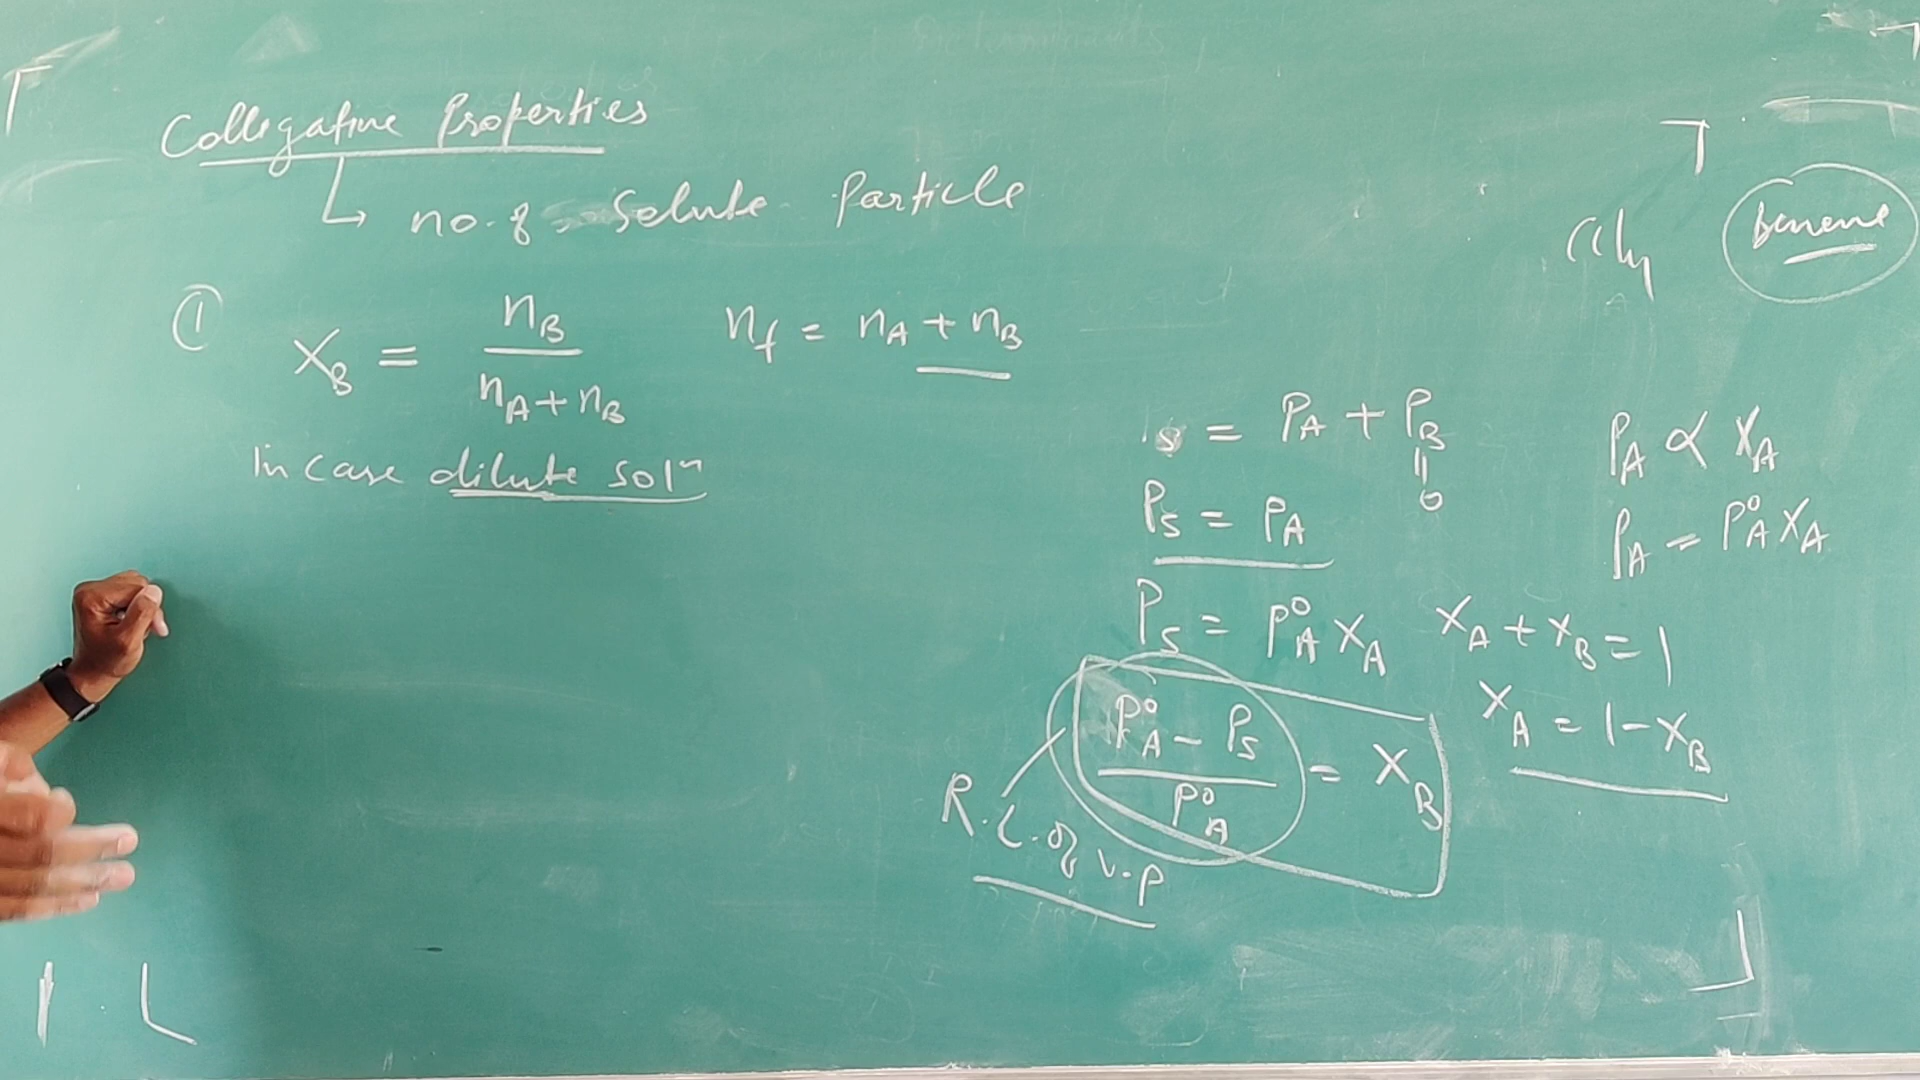 Colligative Properties
↳ no. of solute Particle
① X_B = n_B / (n_A + n_B)    n_t = n_A + n_B
In case dilute solⁿ
CCl₄    Benzene
s = P_A + P_B    P_A ∝ X_A
॥
0
P_S = P_A    P_A = P°_A X_A
P_S = P°_A X_A    X_A + X_B = 1
(P°_A − P_S) / P°_A = X_B    X_A = 1 − X_B
R.L. of v.p